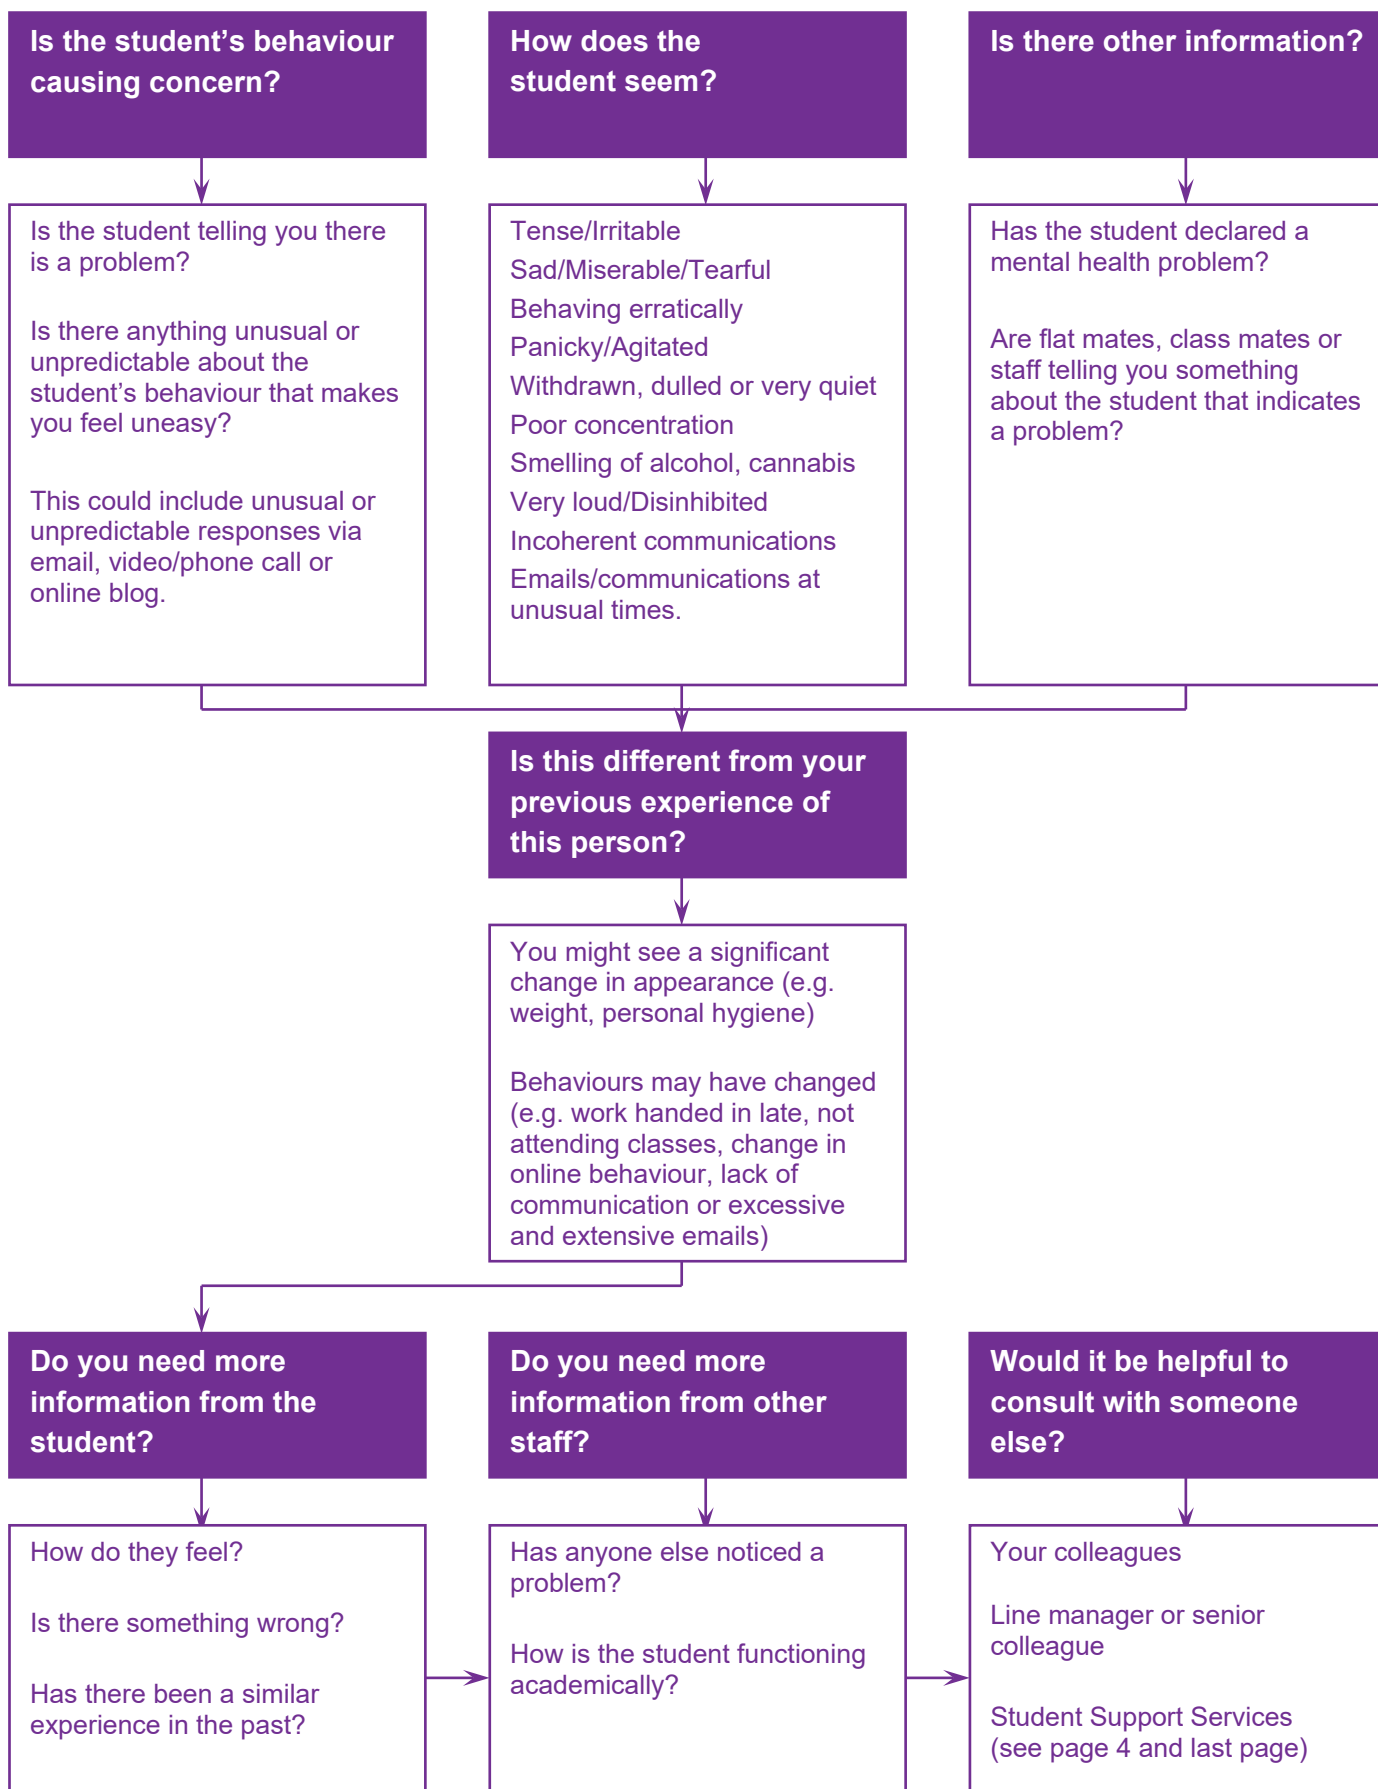 Is the student’s behaviour
causing concern?
How does the
student seem?
Is there other information?
Is the student telling you there
is a problem?
Is there anything unusual or
unpredictable about the
student’s behaviour that makes
you feel uneasy?
This could include unusual or
unpredictable responses via
email, video/phone call or
online blog.
Tense/Irritable
Sad/Miserable/Tearful
Behaving erratically
Panicky/Agitated
Withdrawn, dulled or very quiet
Poor concentration
Smelling of alcohol, cannabis
Very loud/Disinhibited
Incoherent communications
Emails/communications at
unusual times.
Has the student declared a
mental health problem?
Are flat mates, class mates or
staff telling you something
about the student that indicates
a problem?
Is this different from your
previous experience of
this person?
You might see a significant
change in appearance (e.g.
weight, personal hygiene)
Behaviours may have changed
(e.g. work handed in late, not
attending classes, change in
online behaviour, lack of
communication or excessive
and extensive emails)
Do you need more
information from the
student?
Do you need more
information from other
staff?
Would it be helpful to
consult with someone
else?
How do they feel?
Is there something wrong?
Has there been a similar
experience in the past?
Has anyone else noticed a
problem?
How is the student functioning
academically?
Your colleagues
Line manager or senior
colleague
Student Support Services
(see page 4 and last page)